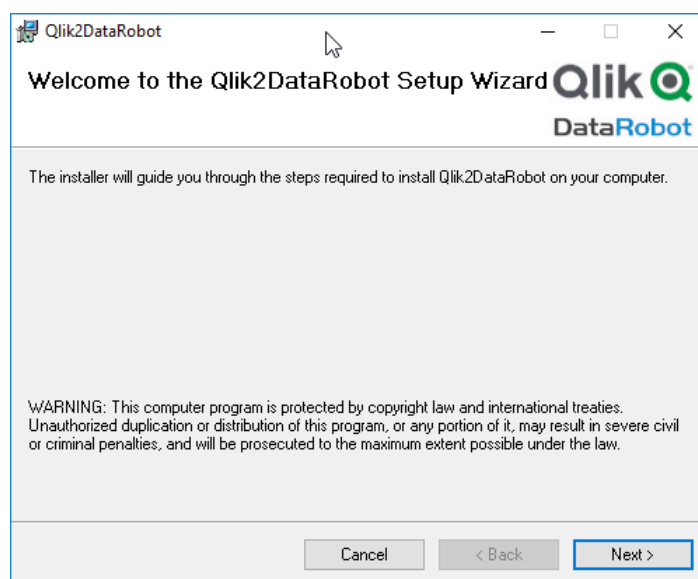 Qlik2DataRobot
Welcome to the Qlik2DataRobot Setup Wizard
Qlik
DataRobot
The installer will guide you through the steps required to install Qlik2DataRobot on your computer.
WARNING: This computer program is protected by copyright law and international treaties.
Unauthorized duplication or distribution of this program, or any portion of it, may result in severe civil
or criminal penalties, and will be prosecuted to the maximum extent possible under the law.
Cancel
< Back
Next >